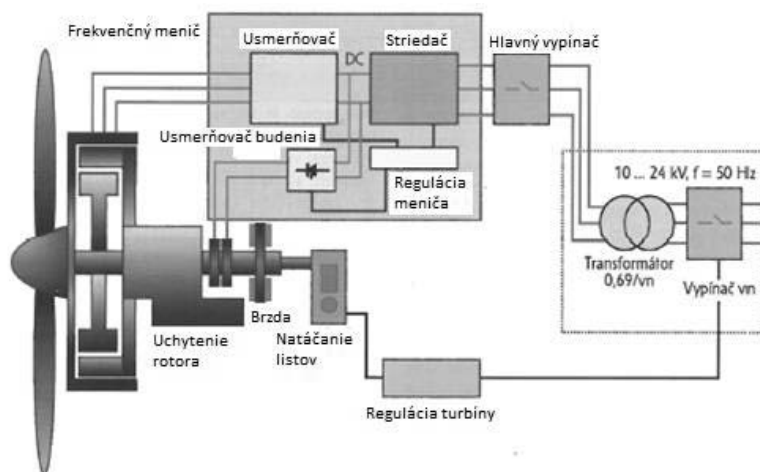 Frekvenčný menič
Usmerňovač
DC
Striedač
Hlavný vypínač
Usmerňovač budenia
Regulácia
meniča
10 ... 24 kV, f = 50 Hz
Transformátor
0,69/vn
Vypínač vn
Brzda
Uchytenie
rotora
Natáčanie
listov
Regulácia turbíny